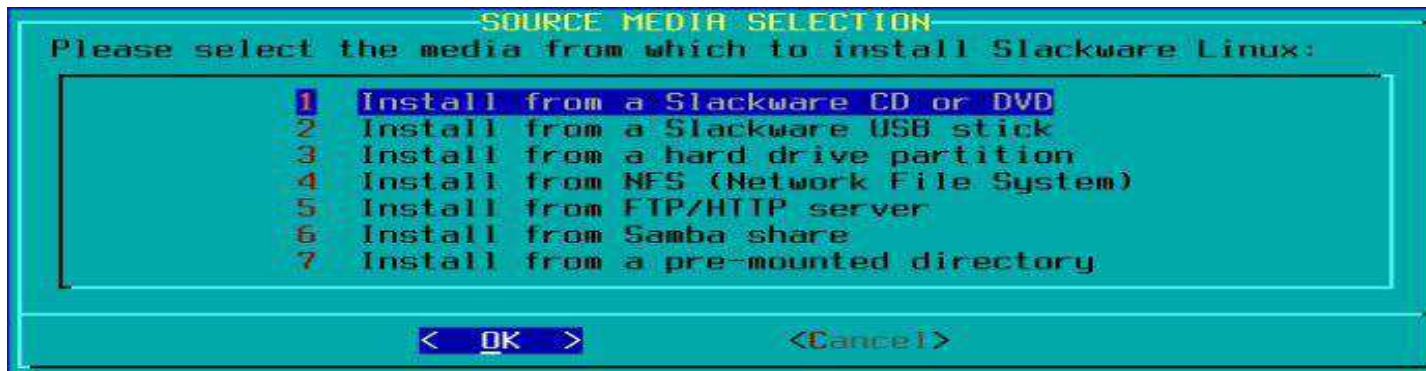 SOURCE MEDIA SELECTION
Please select the media from which to install Slackware Linux:
1 Install from a Slackware CD or DVD
2 Install from a Slackware USB stick
3 Install from a hard drive partition
4 Install from NFS (Network File System)
5 Install from FTP/HTTP server
6 Install from Samba share
7 Install from a pre-mounted directory
< OK > <Cancel>